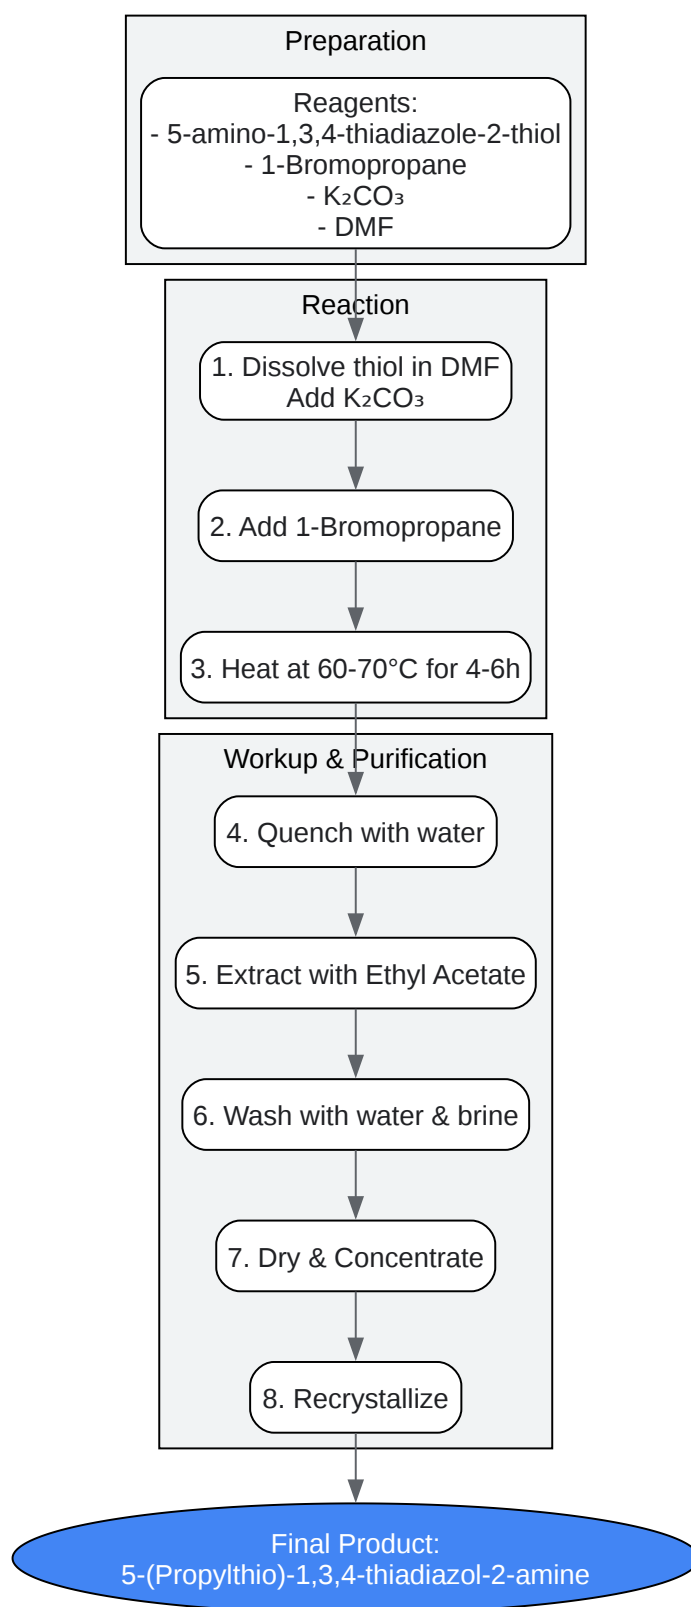 Preparation
Reagents:
- 5-amino-1,3,4-thiadiazole-2-thiol
- 1-Bromopropane
- K₂CO₃
- DMF
Reaction
1. Dissolve thiol in DMF
Add K₂CO₃
2. Add 1-Bromopropane
3. Heat at 60-70°C for 4-6h
Workup & Purification
4. Quench with water
5. Extract with Ethyl Acetate
6. Wash with water & brine
7. Dry & Concentrate
8. Recrystallize
Final Product:
5-(Propylthio)-1,3,4-thiadiazol-2-amine